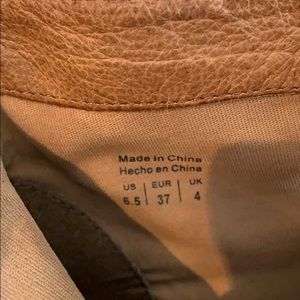 Made in China
Hecho en China
US | EUR | UK
6.5 | 37 | 4